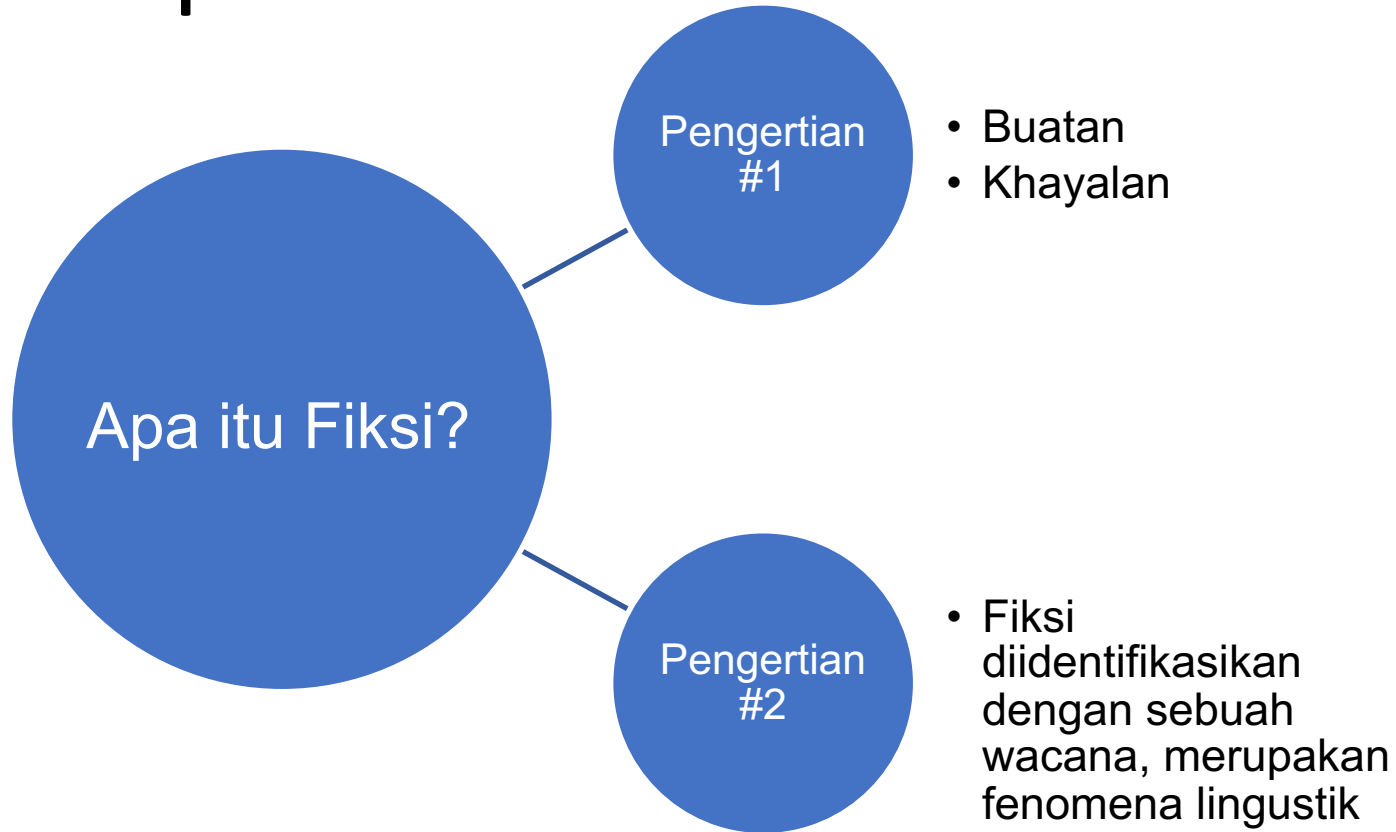 Apa itu Fiksi?
Pengertian
#1
• Buatan
• Khayalan
Pengertian
#2
• Fiksi
diidentifikasikan
dengan sebuah
wacana, merupakan
fenomena lingustik